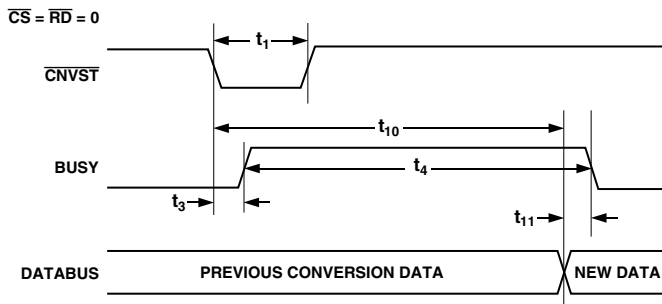 CS = RD = 0
t1
CNVST
t10
BUSY
t4
t3
t11
DATABUS PREVIOUS CONVERSION DATA NEW DATA